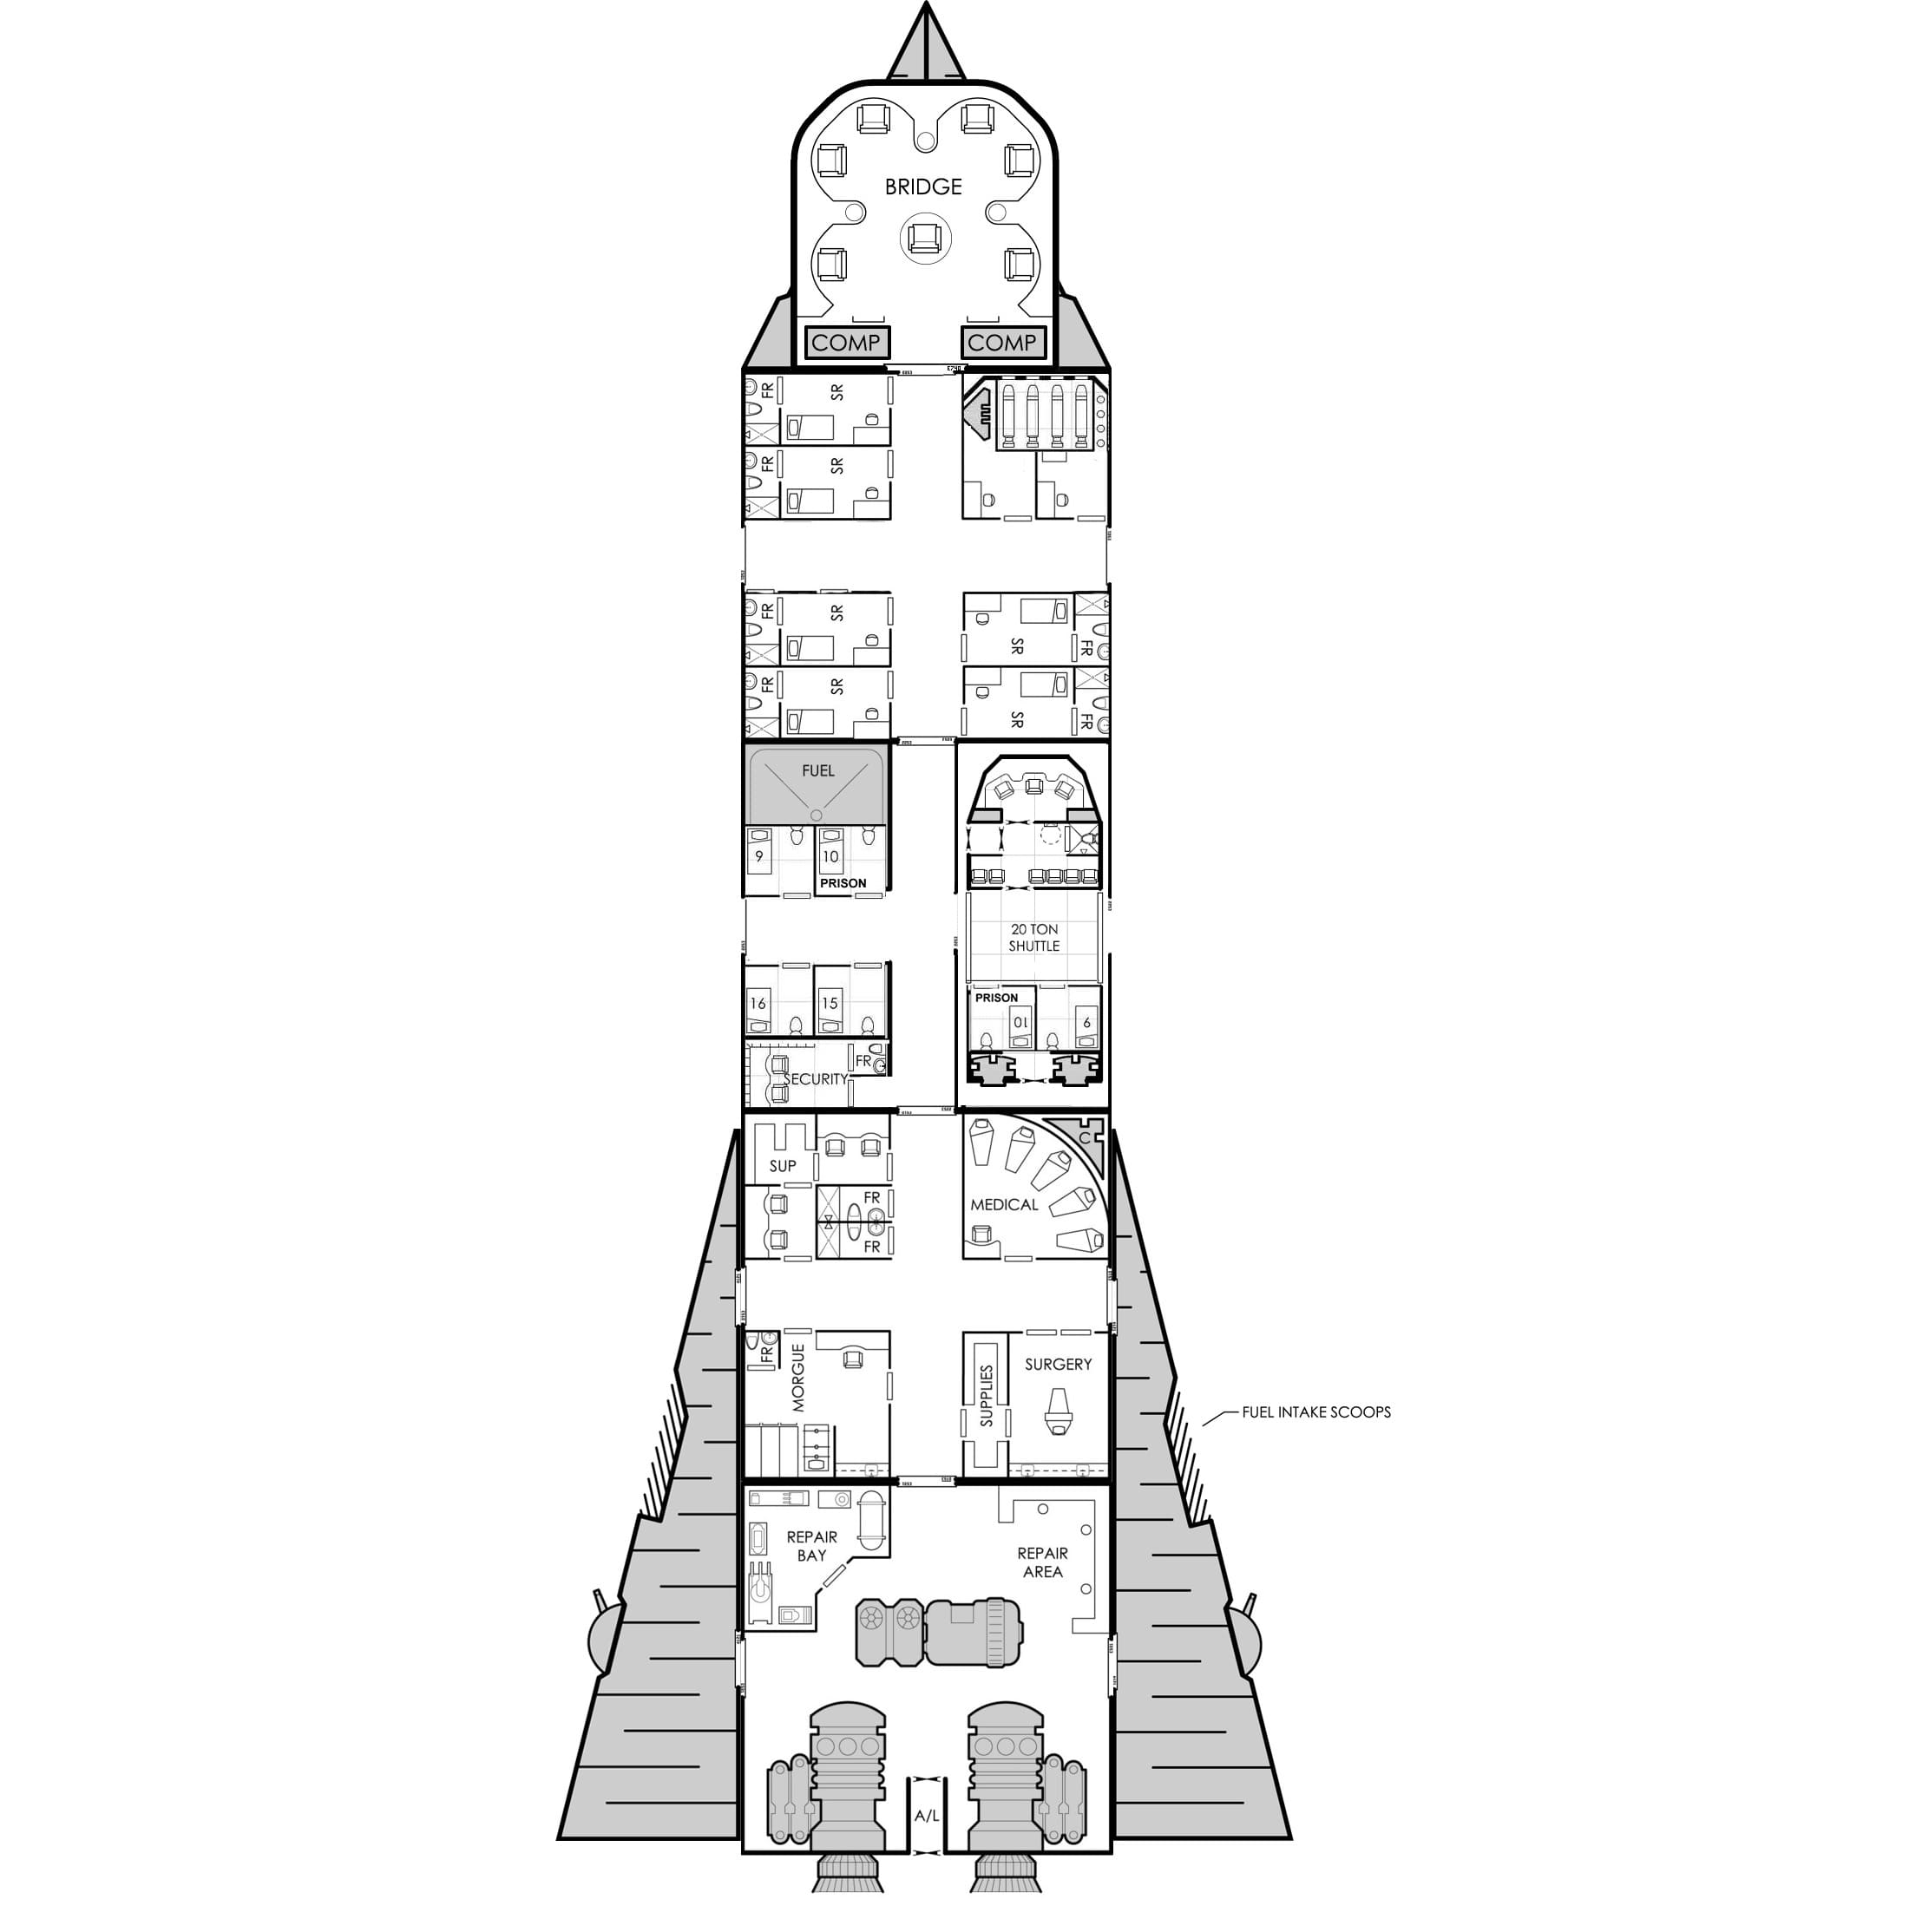 BRIDGE
COMP
COMP
FR
SR
FR
SR
FR
SR
SR
FR
FR
SR
SR
FR
FUEL
9
10
PRISON
20 TON
SHUTTLE
16
15
PRISON
10
9
FR
SECURITY
SUP
C
MEDICAL
FR
FR
FR
MORGUE
SUPPLIES
SURGERY
FUEL INTAKE SCOOPS
REPAIR
BAY
REPAIR
AREA
A/L